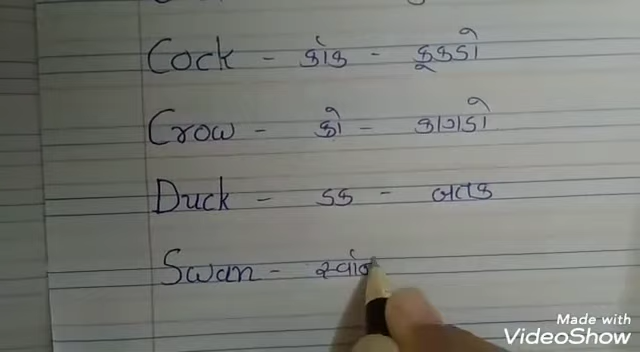 Cock - કૉક - કૂકડો
Crow - ક્રો - કાગડો
Duck - ડક - બતક
Swan - સ્વૉન
Made with
VideoShow